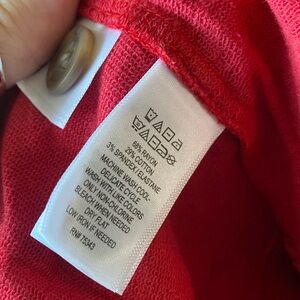 68% RAYON
29% COTTON
3% SPANDEX / ELASTANE
MACHINE WASH COOL-
DELICATE CYCLE
WASH WITH LIKE COLORS
ONLY NON-CHLORINE
BLEACH WHEN NEEDED
DRY FLAT
LOW IRON IF NEEDED
RN# 75343